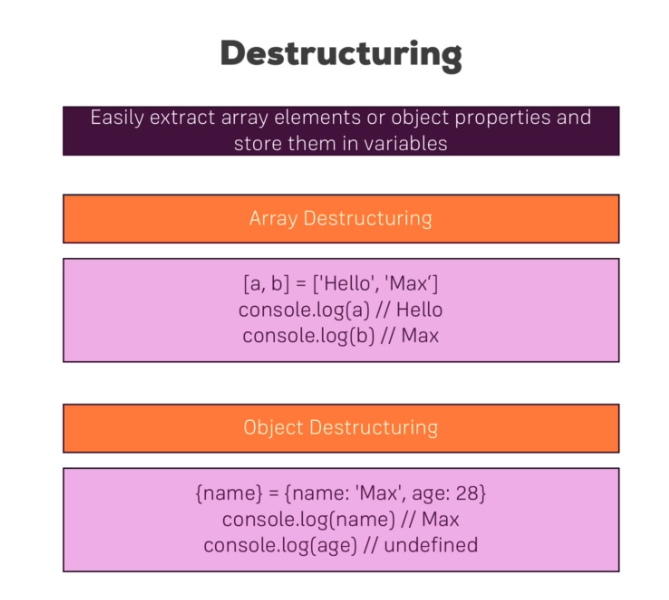 Destructuring
Easily extract array elements or object properties and
store them in variables
Array Destructuring
[a, b] = ['Hello', 'Max’]
console.log(a) // Hello
console.log(b) // Max
Object Destructuring
{name} = {name: 'Max', age: 28}
console.log(name) // Max
console.log(age) // undefined